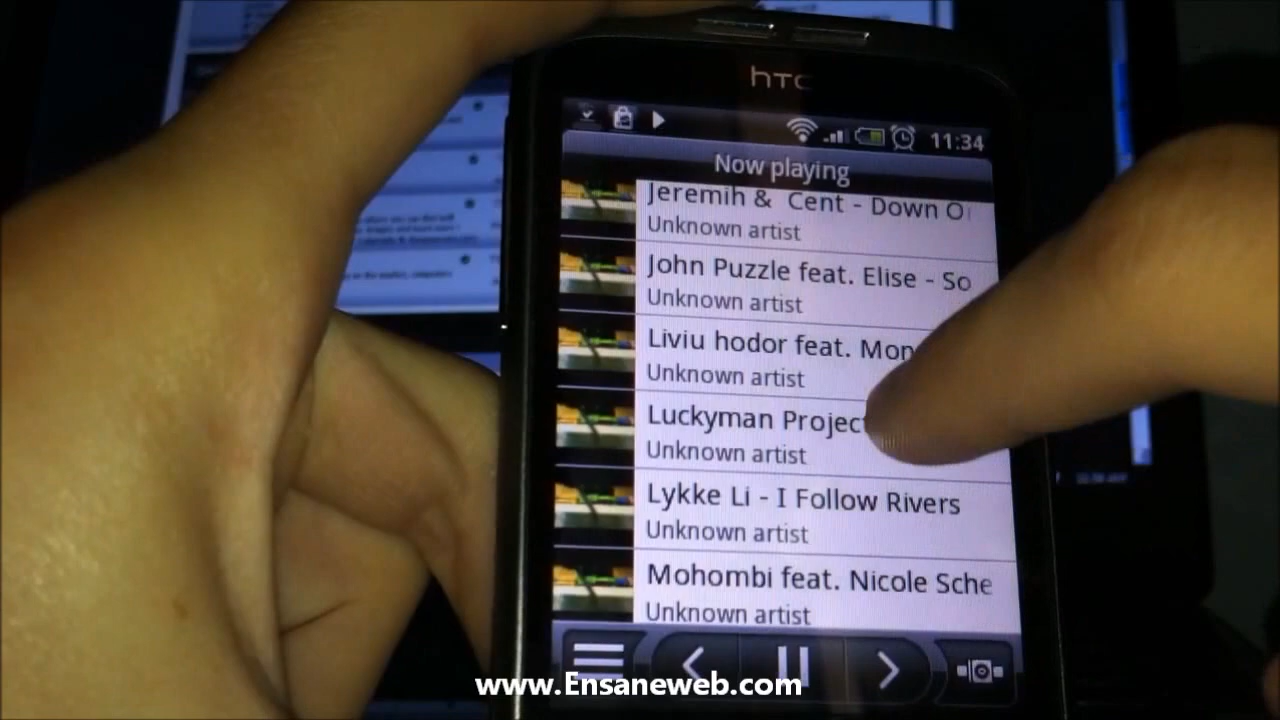 hTC
11:34
Now playing
Jeremih & Cent - Down O
Unknown artist
John Puzzle feat. Elise - So
Unknown artist
Liviu hodor feat. Mon
Unknown artist
Luckyman Project
Unknown artist
Lykke Li - I Follow Rivers
Unknown artist
Mohombi feat. Nicole Sche
Unknown artist
www.Ensaneweb.com